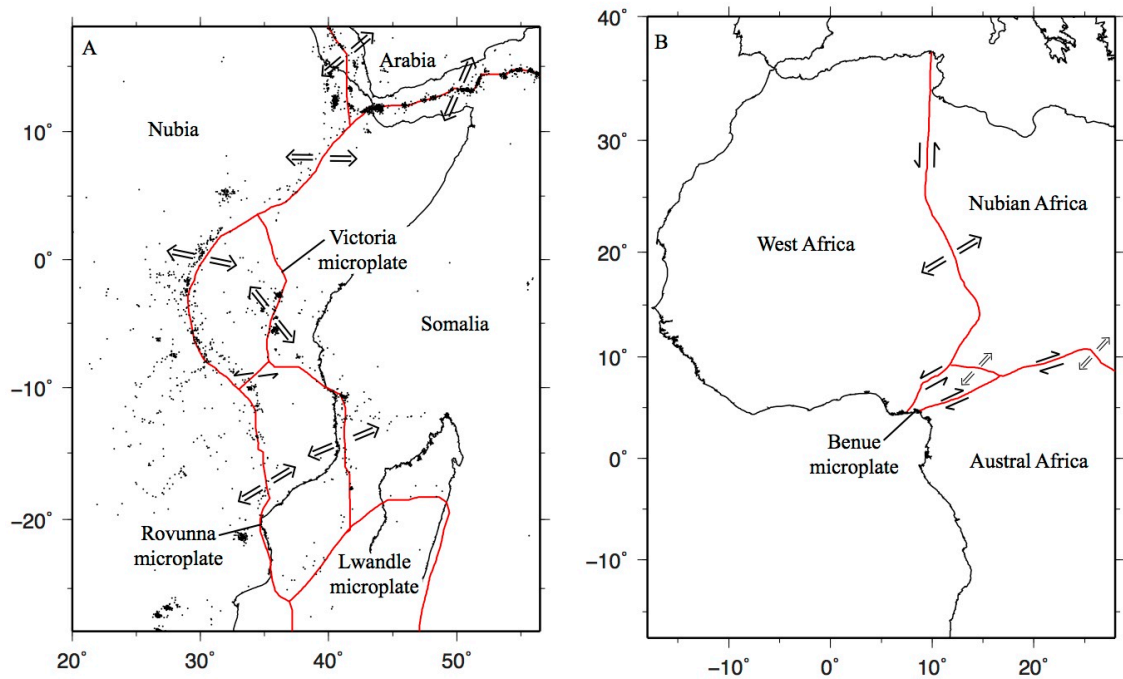 A
Arabia
Nubia
10°
Victoria
microplate
0°
Somalia
−10°
−20°
Rovunna
microplate
Lwandle
microplate
20°
30°
40°
50°
40°
B
30°
Nubian Africa
West Africa
20°
10°
Benue
microplate
Austral Africa
0°
−10°
−10°
0°
10°
20°